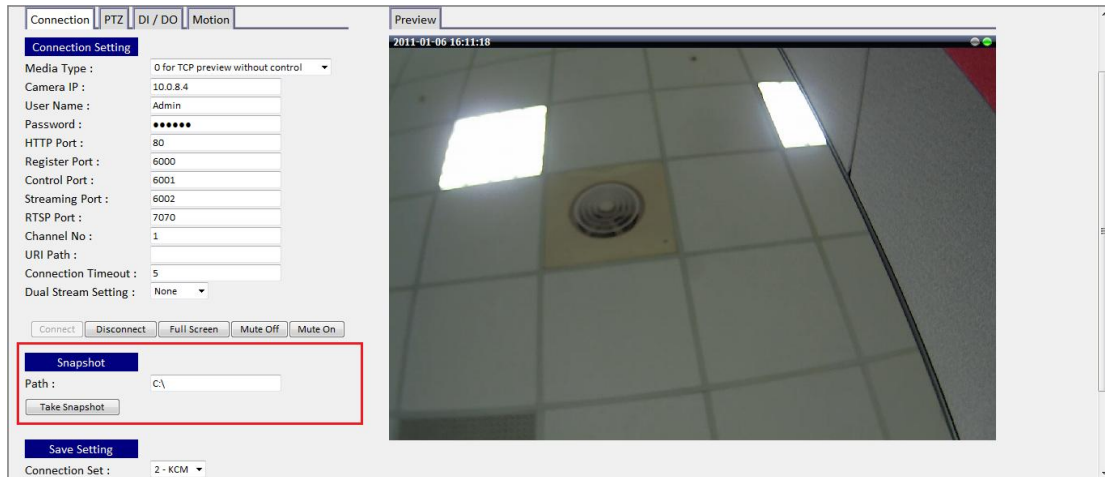 Connection PTZ DI / DO Motion
Connection Setting
Media Type : 0 for TCP preview without control
Camera IP : 10.0.8.4
User Name : Admin
Password : ●●●●●●
HTTP Port : 80
Register Port : 6000
Control Port : 6001
Streaming Port : 6002
RTSP Port : 7070
Channel No : 1
URI Path :
Connection Timeout : 5
Dual Stream Setting : None
Connect Disconnect Full Screen Mute Off Mute On
Snapshot
Path : C:\
Take Snapshot
Save Setting
Connection Set : 2 - KCM
Preview
2011-01-06 16:11:18